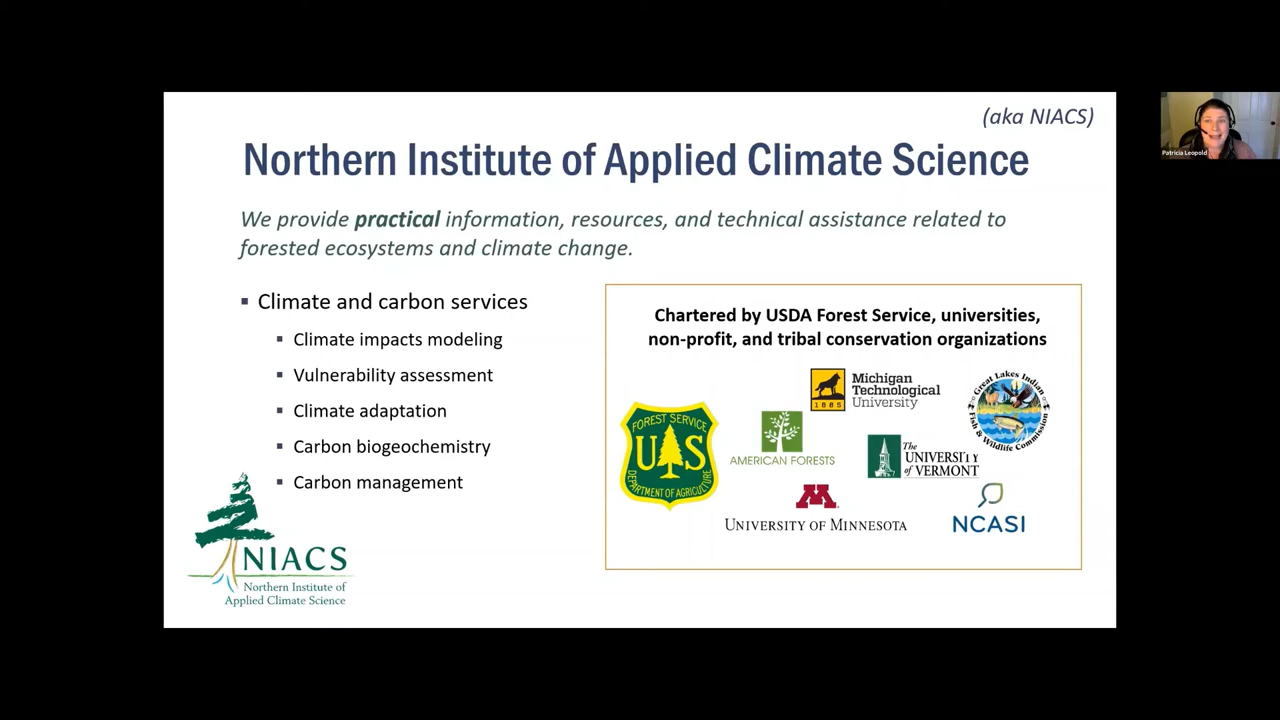 (aka NIACS)
Northern Institute of Applied Climate Science
We provide practical information, resources, and technical assistance related to
forested ecosystems and climate change.
Climate and carbon services
Climate impacts modeling
Vulnerability assessment
Climate adaptation
Carbon biogeochemistry
Carbon management
NIACS
Northern Institute of
Applied Climate Science
Chartered by USDA Forest Service, universities,
non-profit, and tribal conservation organizations
FOREST SERVICE
U S
DEPARTMENT OF AGRICULTURE
Michigan
Technological
University
1885
AMERICAN FORESTS
The
UNIVERSITY
of VERMONT
Great Lakes Indian
Fish & Wildlife Commission
M
UNIVERSITY OF MINNESOTA
NCASI
Patricia Leopold